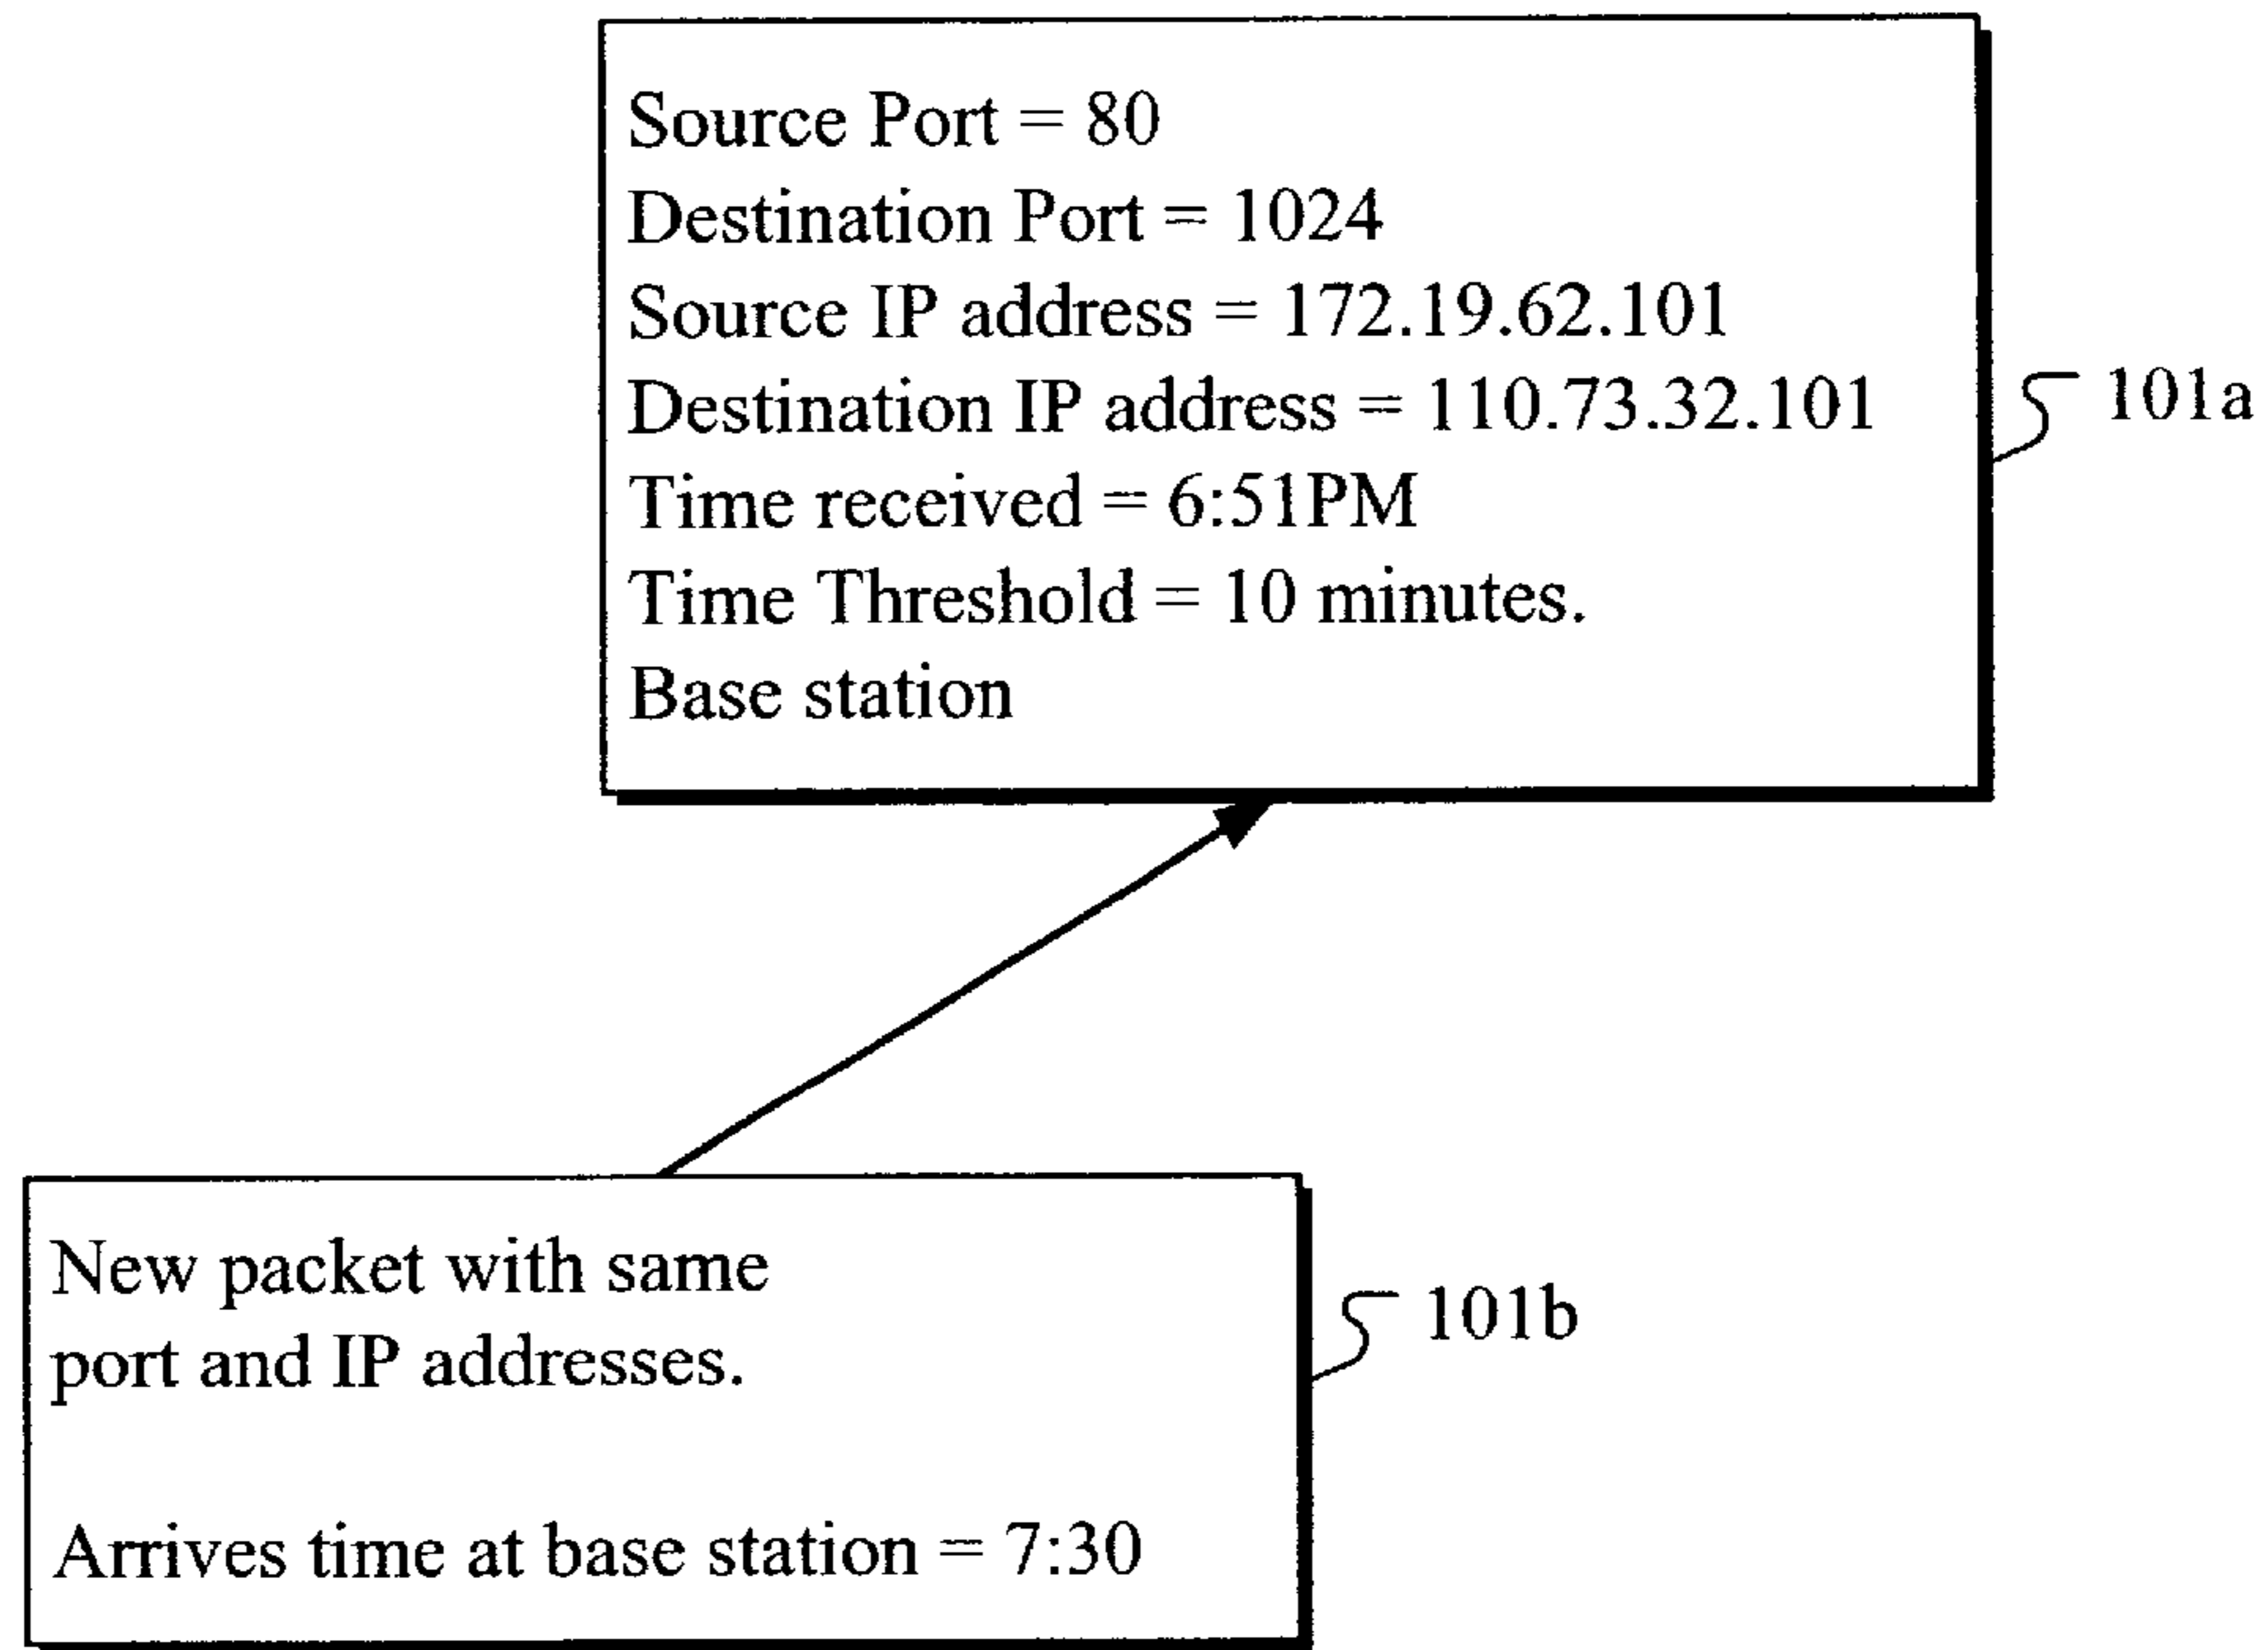 Source Port = 80
Destination Port = 1024
Source IP address = 172.19.62.101
Destination IP address = 110.73.32.101
Time received = 6:51PM
Time Threshold = 10 minutes.
Base station
101a
New packet with same
port and IP addresses.
Arrives time at base station = 7:30
101b